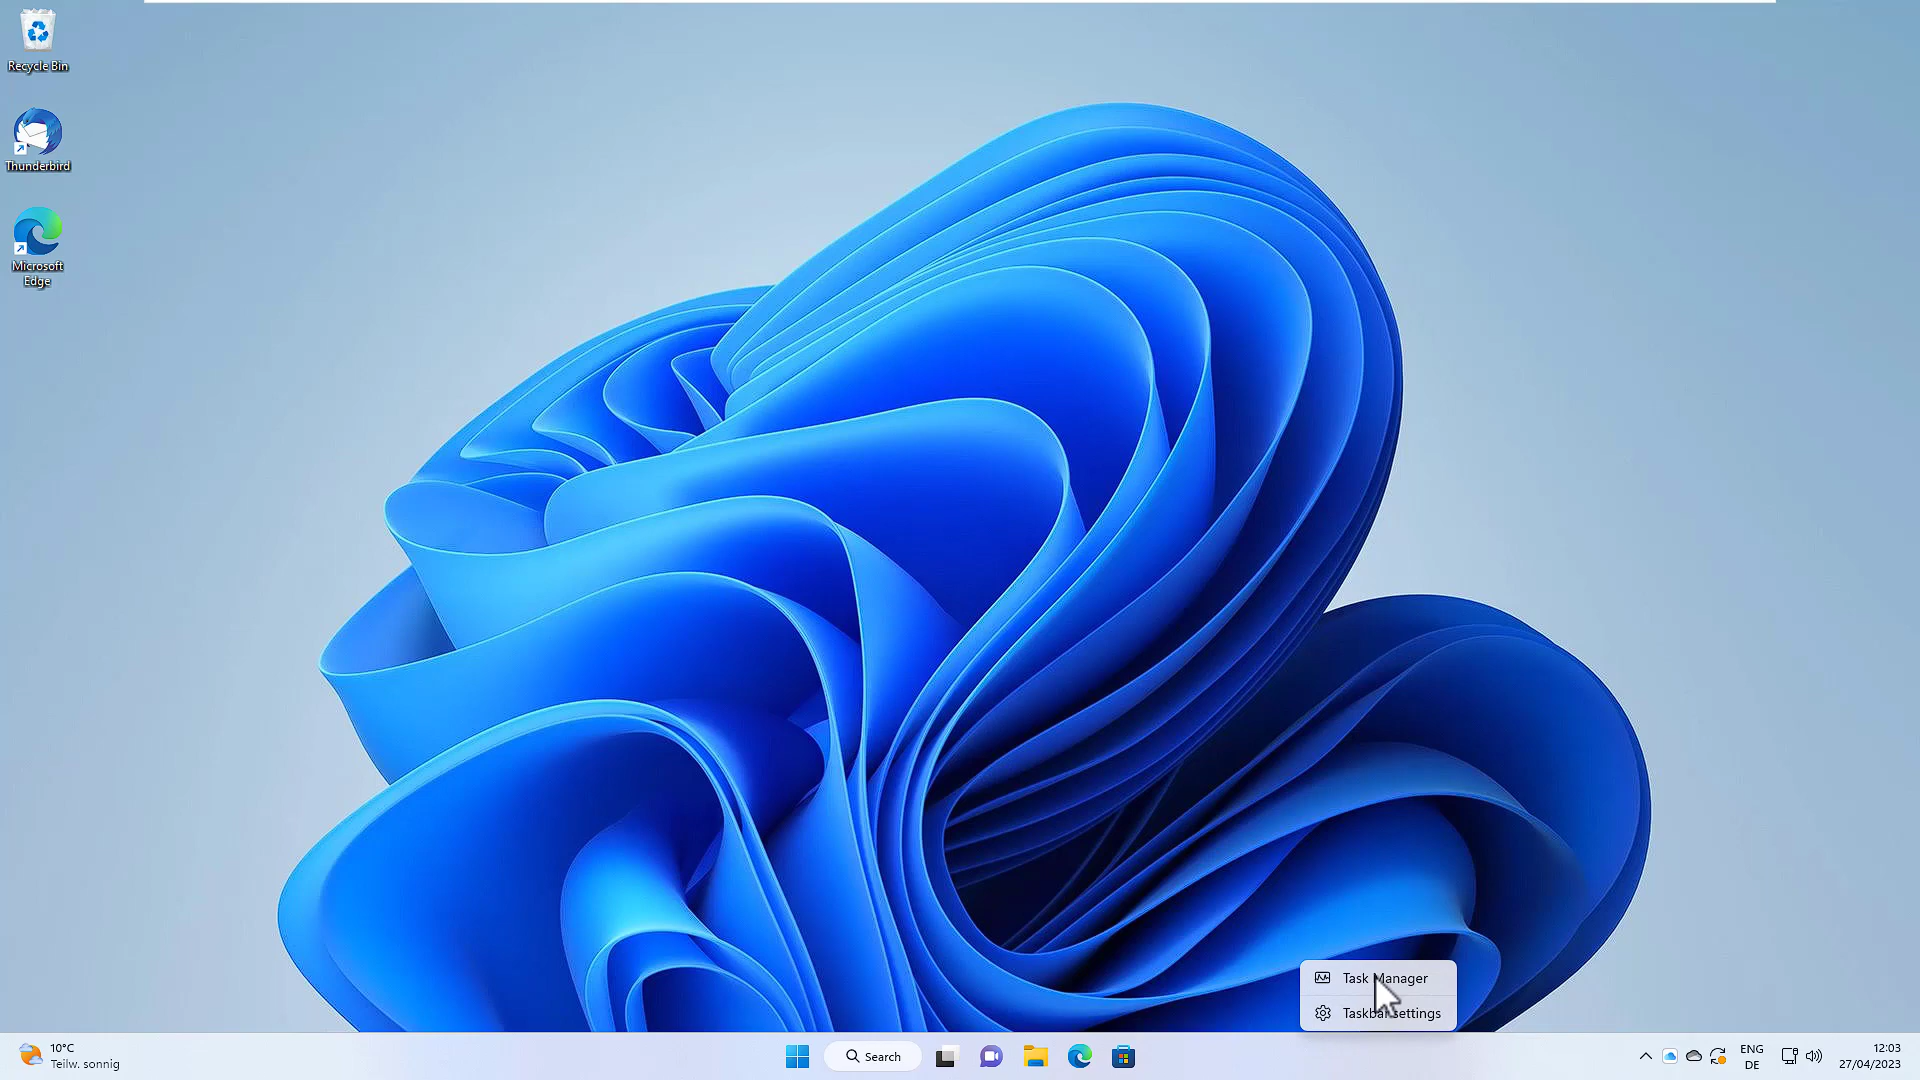 Recycle Bin
Thunderbird
Microsoft
Edge
Task Manager
Taskbar settings
10°C
Teilw. sonnig
Search
ENG
DE
12:03
27/04/2023